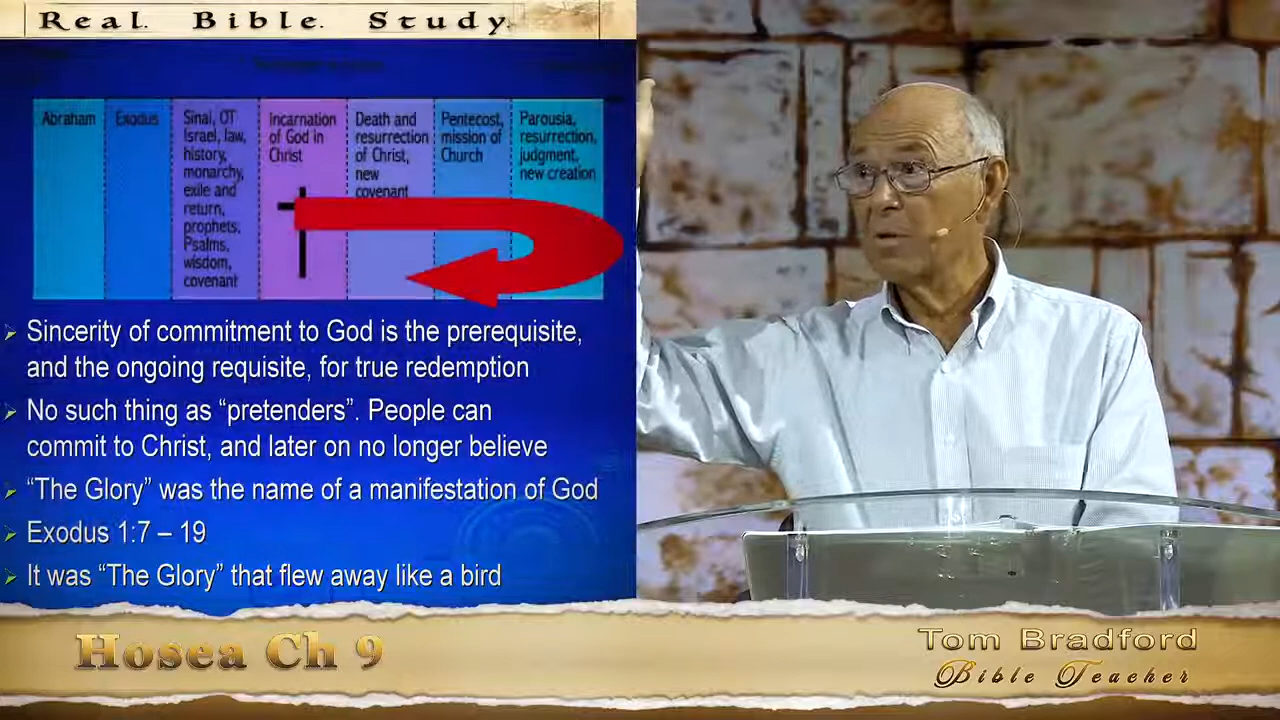 Real. Bible. Study.
Abraham
Exodus
Sinai, OT
Israel, law,
history,
monarchy,
exile and
return,
prophets,
Psalms,
wisdom,
covenant
Incarnation
of God in
Christ
Death and
resurrection
of Christ,
new
covenant
Pentecost,
mission of
Church
Parousia,
resurrection,
judgment,
new creation
Sincerity of commitment to God is the prerequisite,
and the ongoing requisite, for true redemption
No such thing as “pretenders”. People can
commit to Christ, and later on no longer believe
“The Glory” was the name of a manifestation of God
Exodus 1:7 – 19
It was “The Glory” that flew away like a bird
Hosea Ch 9
Tom Bradford
Bible Teacher